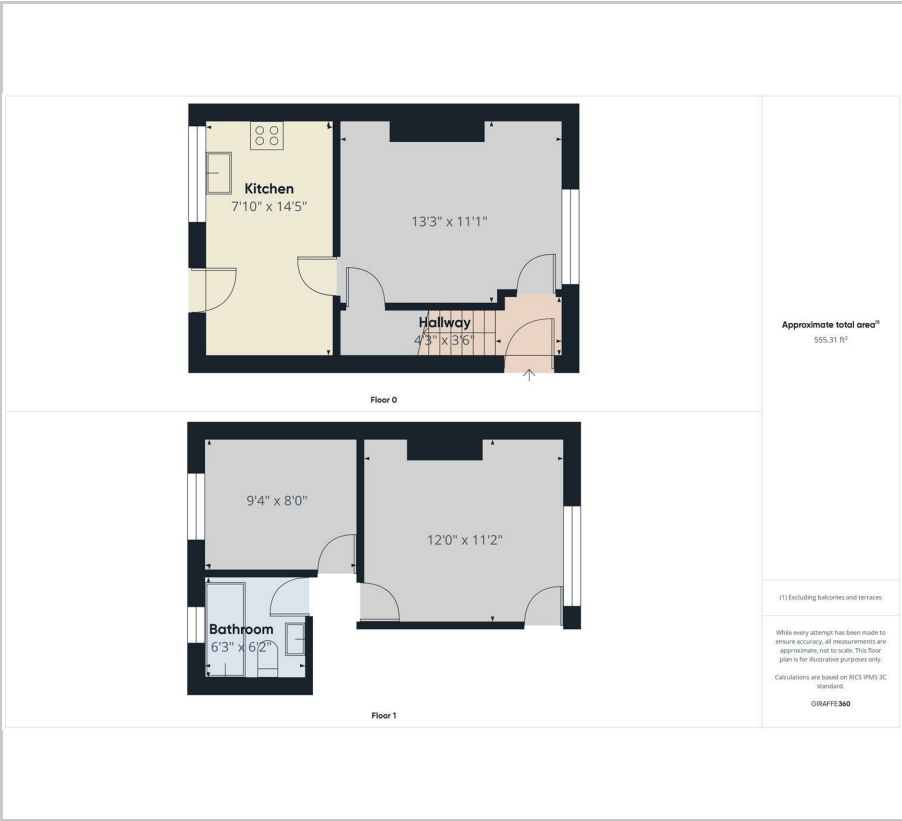 Kitchen
7'10" x 14'5"
13'3" x 11'1"
Hallway
4'3" x 3'6"
Floor 0
9'4" x 8'0"
12'0" x 11'2"
Bathroom
6'3" x 6'2"
Floor 1
Approximate total area⁽¹⁾
555.31 ft²
(1) Excluding balconies and terraces
While every attempt has been made to
ensure accuracy, all measurements are
approximate, not to scale. This floor
plan is for illustrative purposes only.
Calculations are based on RICS IPMS 3C
standard.
GIRAFFE360